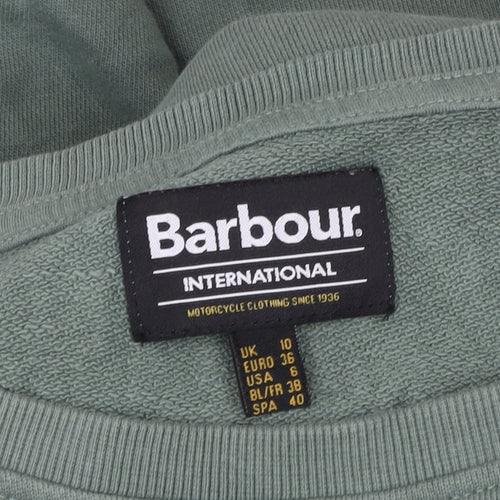 Barbour®
INTERNATIONAL
MOTORCYCLE CLOTHING SINCE 1936
UK 10
EURO 36
USA 6
BL/FR 38
SPA 40